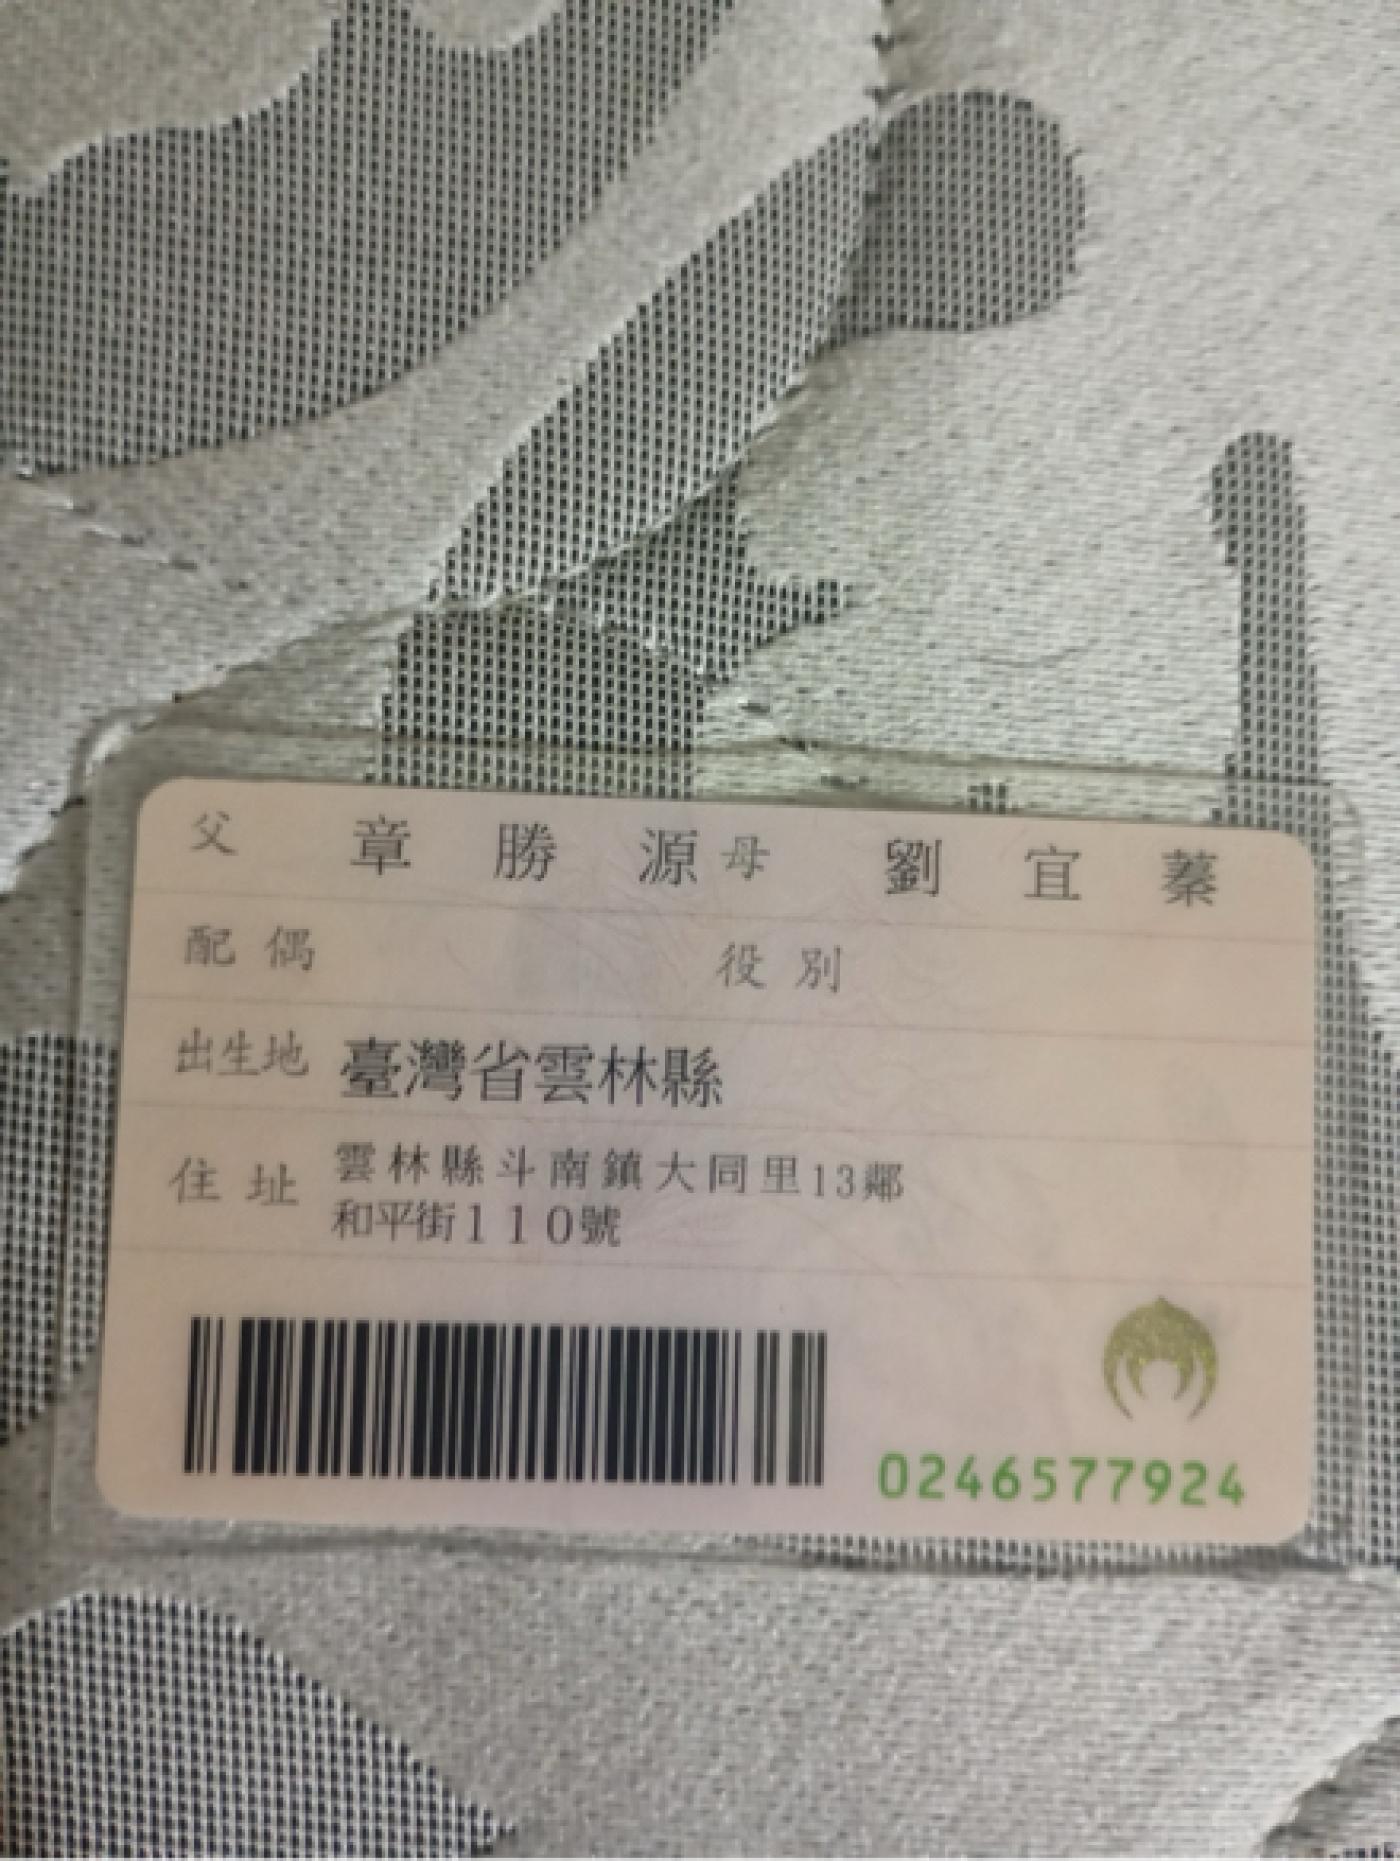 父 章勝源 母 劉宜蓁
配偶 役別
出生地 臺灣省雲林縣
住址 雲林縣斗南鎮大同里13鄰
和平街110號
0246577924